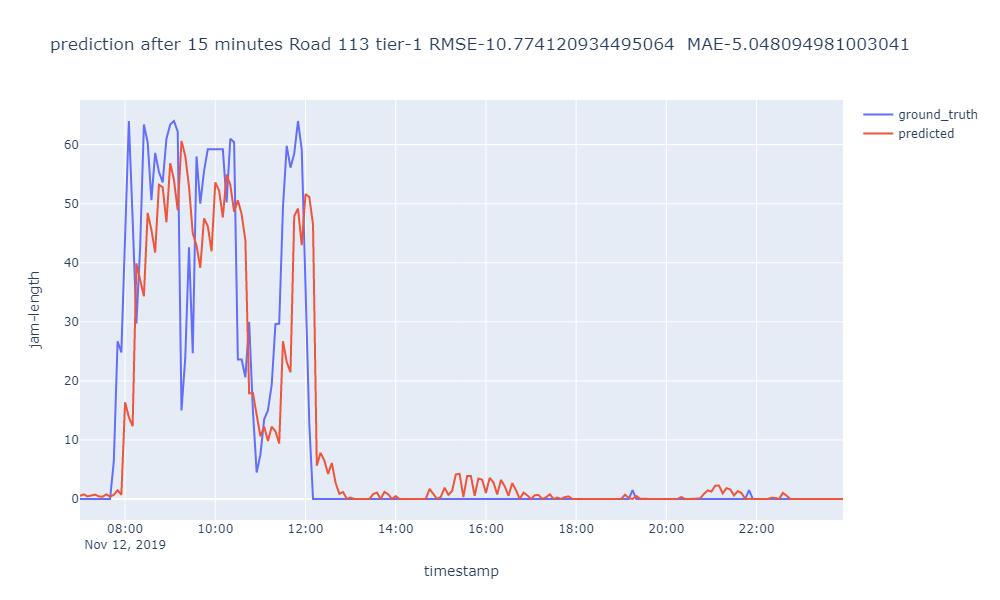 prediction after 15 minutes Road 113 tier-1 RMSE-10.774120934495064  MAE-5.048094981003041
ground_truth
predicted
60
50
40
30
20
10
0
jam-length
08:00 10:00 12:00 14:00 16:00 18:00 20:00 22:00
Nov 12, 2019
timestamp